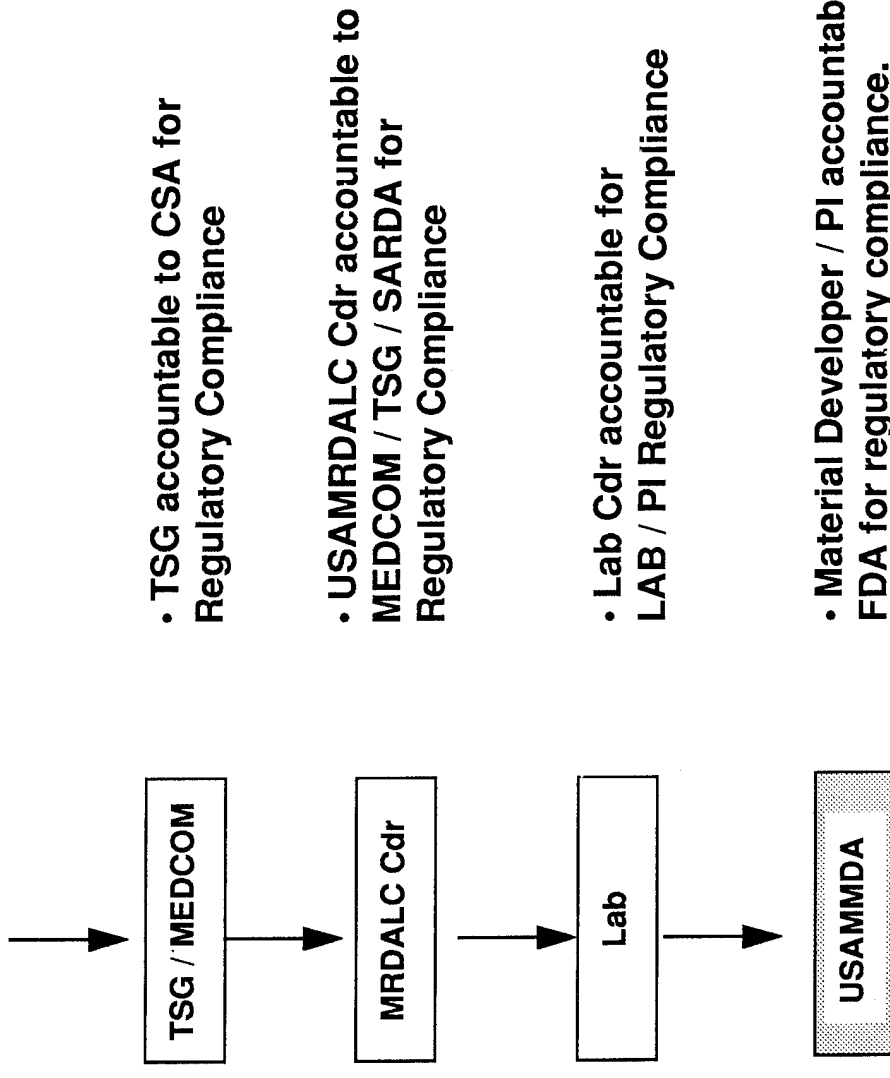 TSG / MEDCOM
• TSG accountable to CSA for
Regulatory Compliance
MRDALC Cdr
• USAMRDALC Cdr accountable to
MEDCOM / TSG / SARDA for
Regulatory Compliance
Lab
• Lab Cdr accountable for
LAB / PI Regulatory Compliance
USAMMDA
• Material Developer / PI accountab
FDA for regulatory compliance.